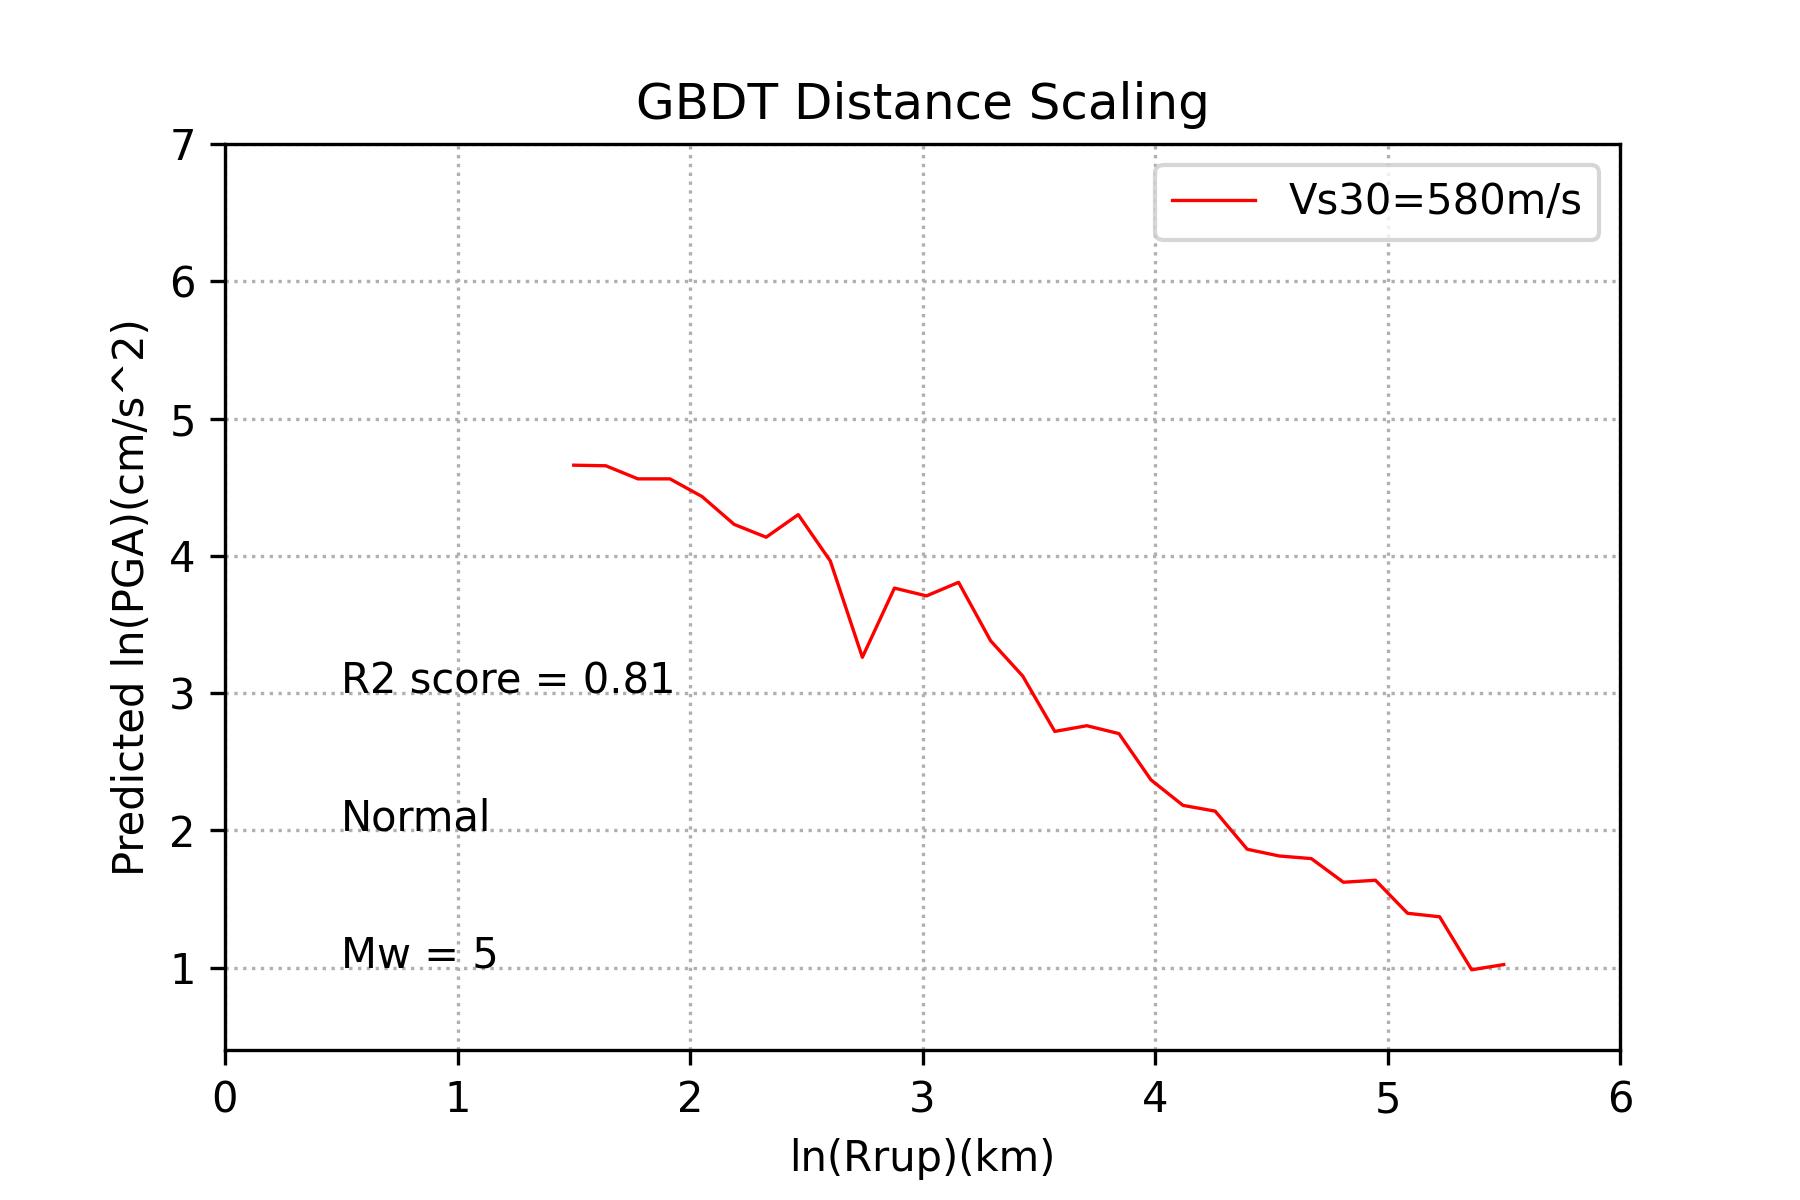 GBDT Distance Scaling
7
6
5
4
3
2
1
Predicted ln(PGA)(cm/s^2)
Vs30=580m/s
R2 score = 0.81
Normal
Mw = 5
0 1 2 3 4 5 6
ln(Rrup)(km)